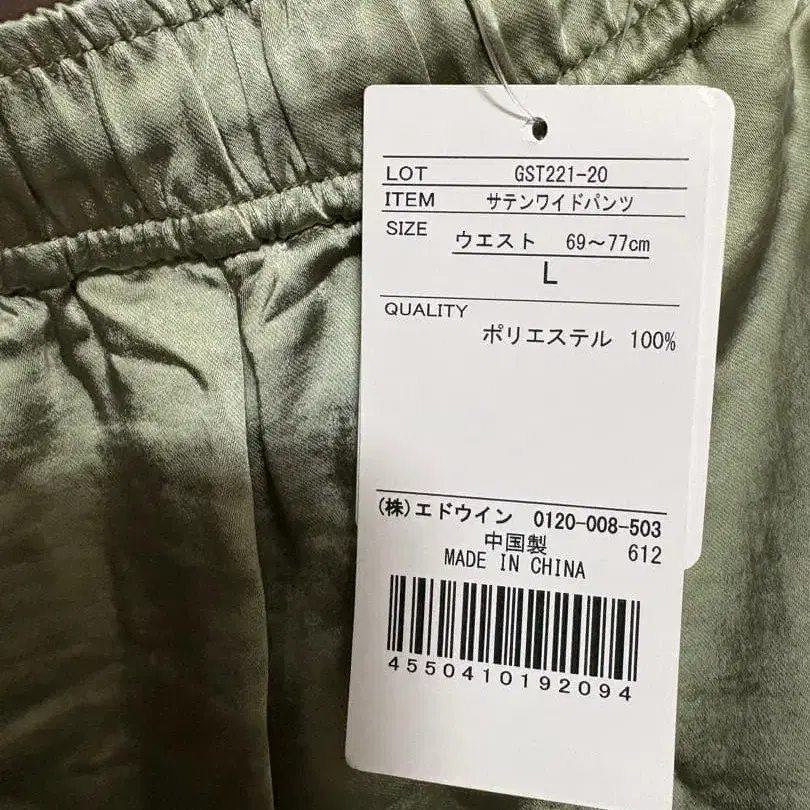 LOT GST221-20
ITEM サテンワイドパンツ
SIZE ウエスト 69～77cm
L
QUALITY
ポリエステル 100%
(株)エドウイン 0120-008-503
中国製 612
MADE IN CHINA
4550410192094